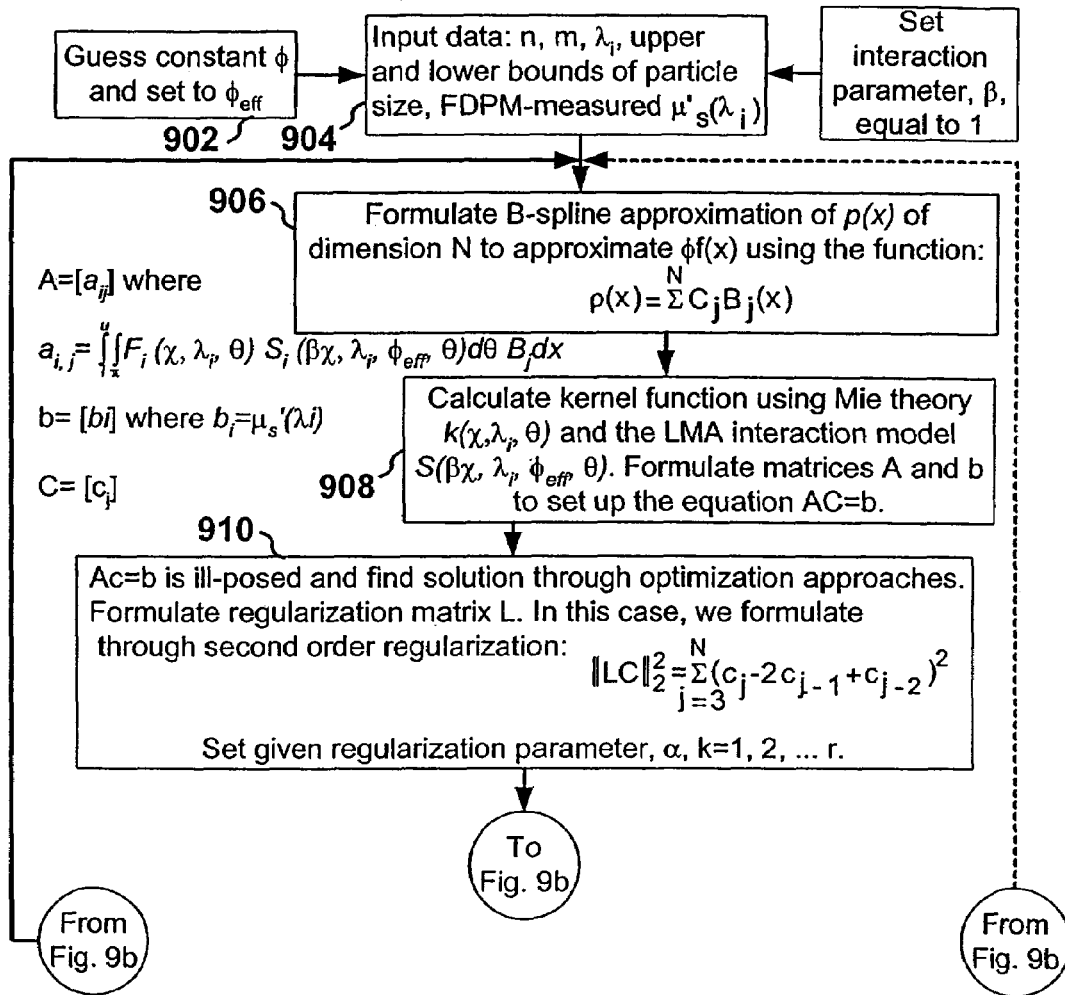 Guess constant ϕ
and set to ϕeff
902
Input data: n, m, λi, upper
and lower bounds of particle
size, FDPM-measured μ's(λi)
904
Set
interaction
parameter, β,
equal to 1
906
Formulate B-spline approximation of p(x) of
dimension N to approximate ϕf(x) using the function:
N
ρ(x)=ΣCjBj(x)
A=[aij] where
ai,j=∫∫Fi (χ, λi, θ) Si (βχ, λi, ϕeff, θ)dθ Bjdx
b= [bi] where bi=μs'(λi)
C= [cj]
Calculate kernel function using Mie theory
k(χ,λi, θ) and the LMA interaction model
S(βχ, λi, ϕeff, θ). Formulate matrices A and b
to set up the equation AC=b.
908
910
Ac=b is ill-posed and find solution through optimization approaches.
Formulate regularization matrix L. In this case, we formulate
through second order regularization:
N
‖LC‖²₂=Σ(cj-2cj-1+cj-2)²
j=3
Set given regularization parameter, α, k=1, 2, ... r.
To
Fig. 9b
From
Fig. 9b
From
Fig. 9b